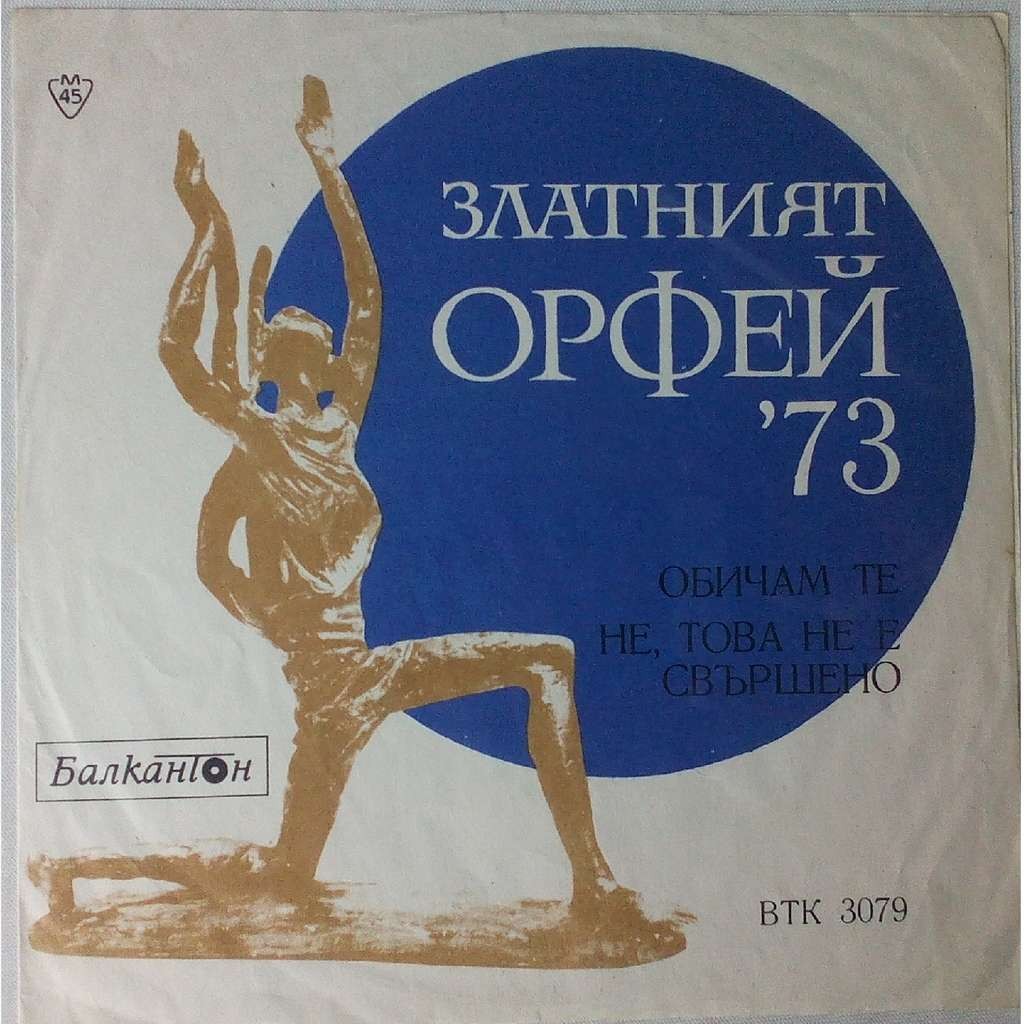 М
45
ЗЛАТНИЯТ
ОРФЕЙ
'73
ОБИЧАМ ТЕ
НЕ, ТОВА НЕ Е
СВЪРШЕНО
Балкантон
ВТК 3079